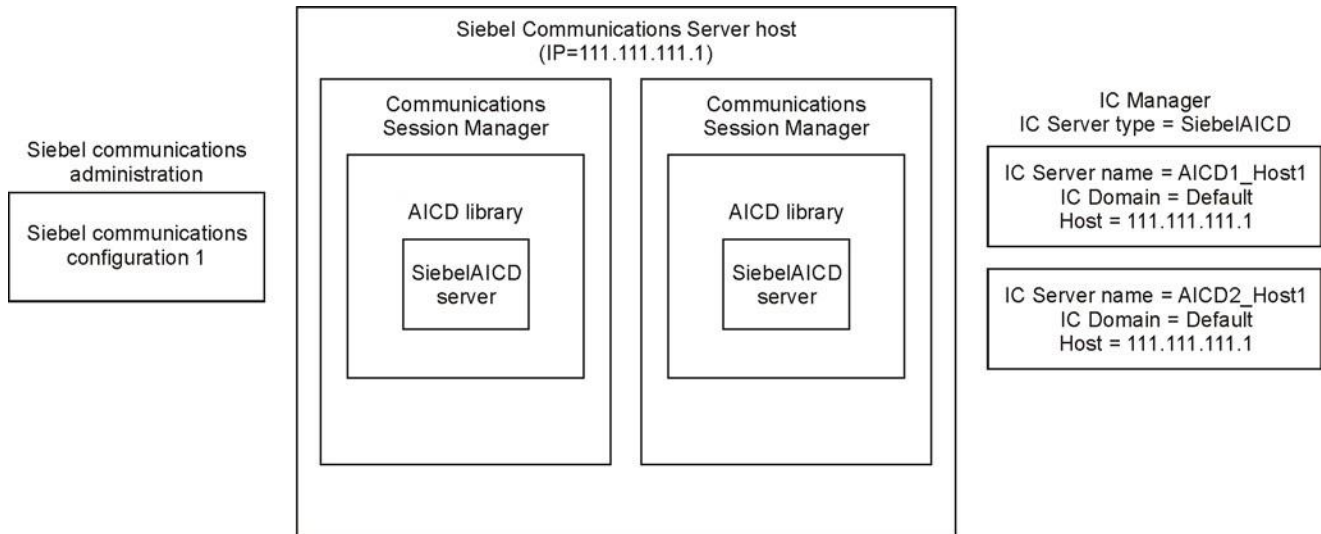 Siebel communications
administration
Siebel communications
configuration 1
Siebel Communications Server host
(IP=111.111.111.1)
Communications
Session Manager
AICD library
SiebelAICD
server
Communications
Session Manager
AICD library
SiebelAICD
server
IC Manager
IC Server type = SiebelAICD
IC Server name = AICD1_Host1
IC Domain = Default
Host = 111.111.111.1
IC Server name = AICD2_Host1
IC Domain = Default
Host = 111.111.111.1